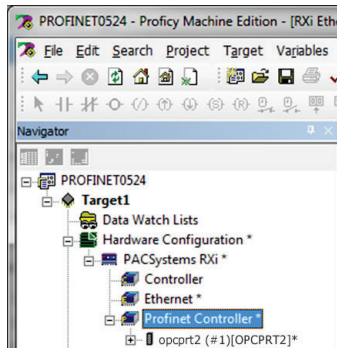 PROFINET0524 - Proficy Machine Edition - [RXi Eth
File Edit Search Project Target Variables
Navigator
PROFINET0524
Target1
Data Watch Lists
Hardware Configuration *
PACSystems RXi *
Controller
Ethernet *
Profinet Controller *
opcprt2 (#1)[OPCPRT2]*